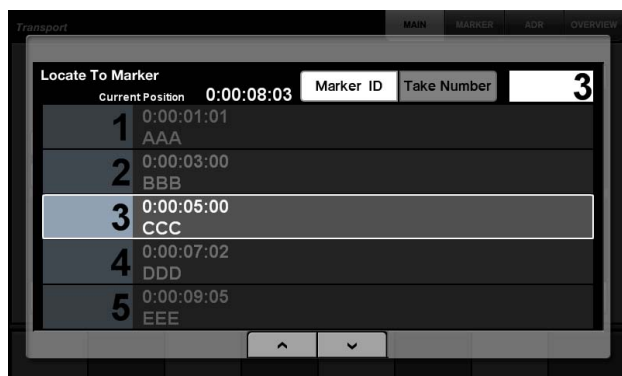 Transport MAIN MARKER ADR OVERVIEW
Locate To Marker
Current Position 0:00:08:03 Marker ID Take Number 3
1 0:00:01:01
AAA
2 0:00:03:00
BBB
3 0:00:05:00
CCC
4 0:00:07:02
DDD
5 0:00:09:05
EEE